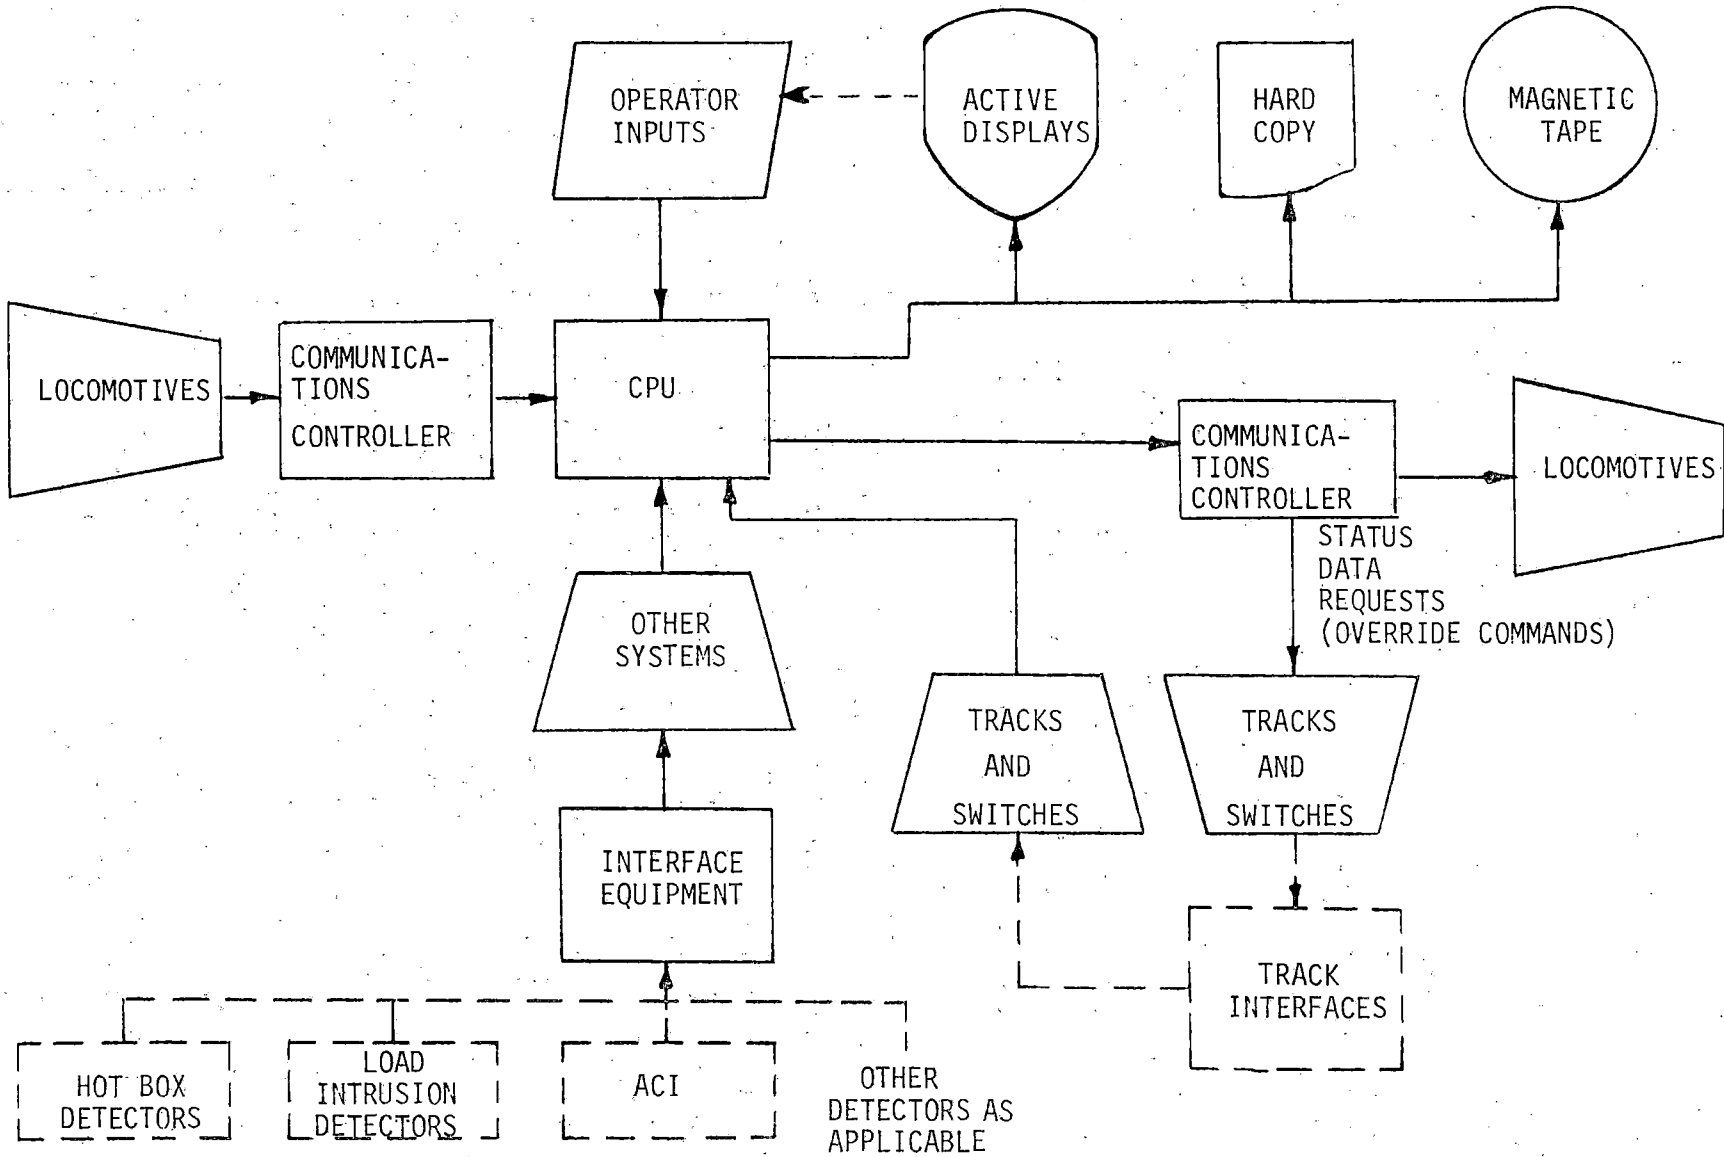 OPERATOR
INPUTS
ACTIVE
DISPLAYS
HARD
COPY
MAGNETIC
TAPE
LOCOMOTIVES
COMMUNICA-
TIONS
CONTROLLER
CPU
COMMUNICA-
TIONS
CONTROLLER
LOCOMOTIVES
STATUS
DATA
REQUESTS
(OVERRIDE COMMANDS)
OTHER
SYSTEMS
TRACKS
AND
SWITCHES
TRACKS
AND
SWITCHES
INTERFACE
EQUIPMENT
TRACK
INTERFACES
HOT BOX
DETECTORS
LOAD
INTRUSION
DETECTORS
ACI
OTHER
DETECTORS AS
APPLICABLE